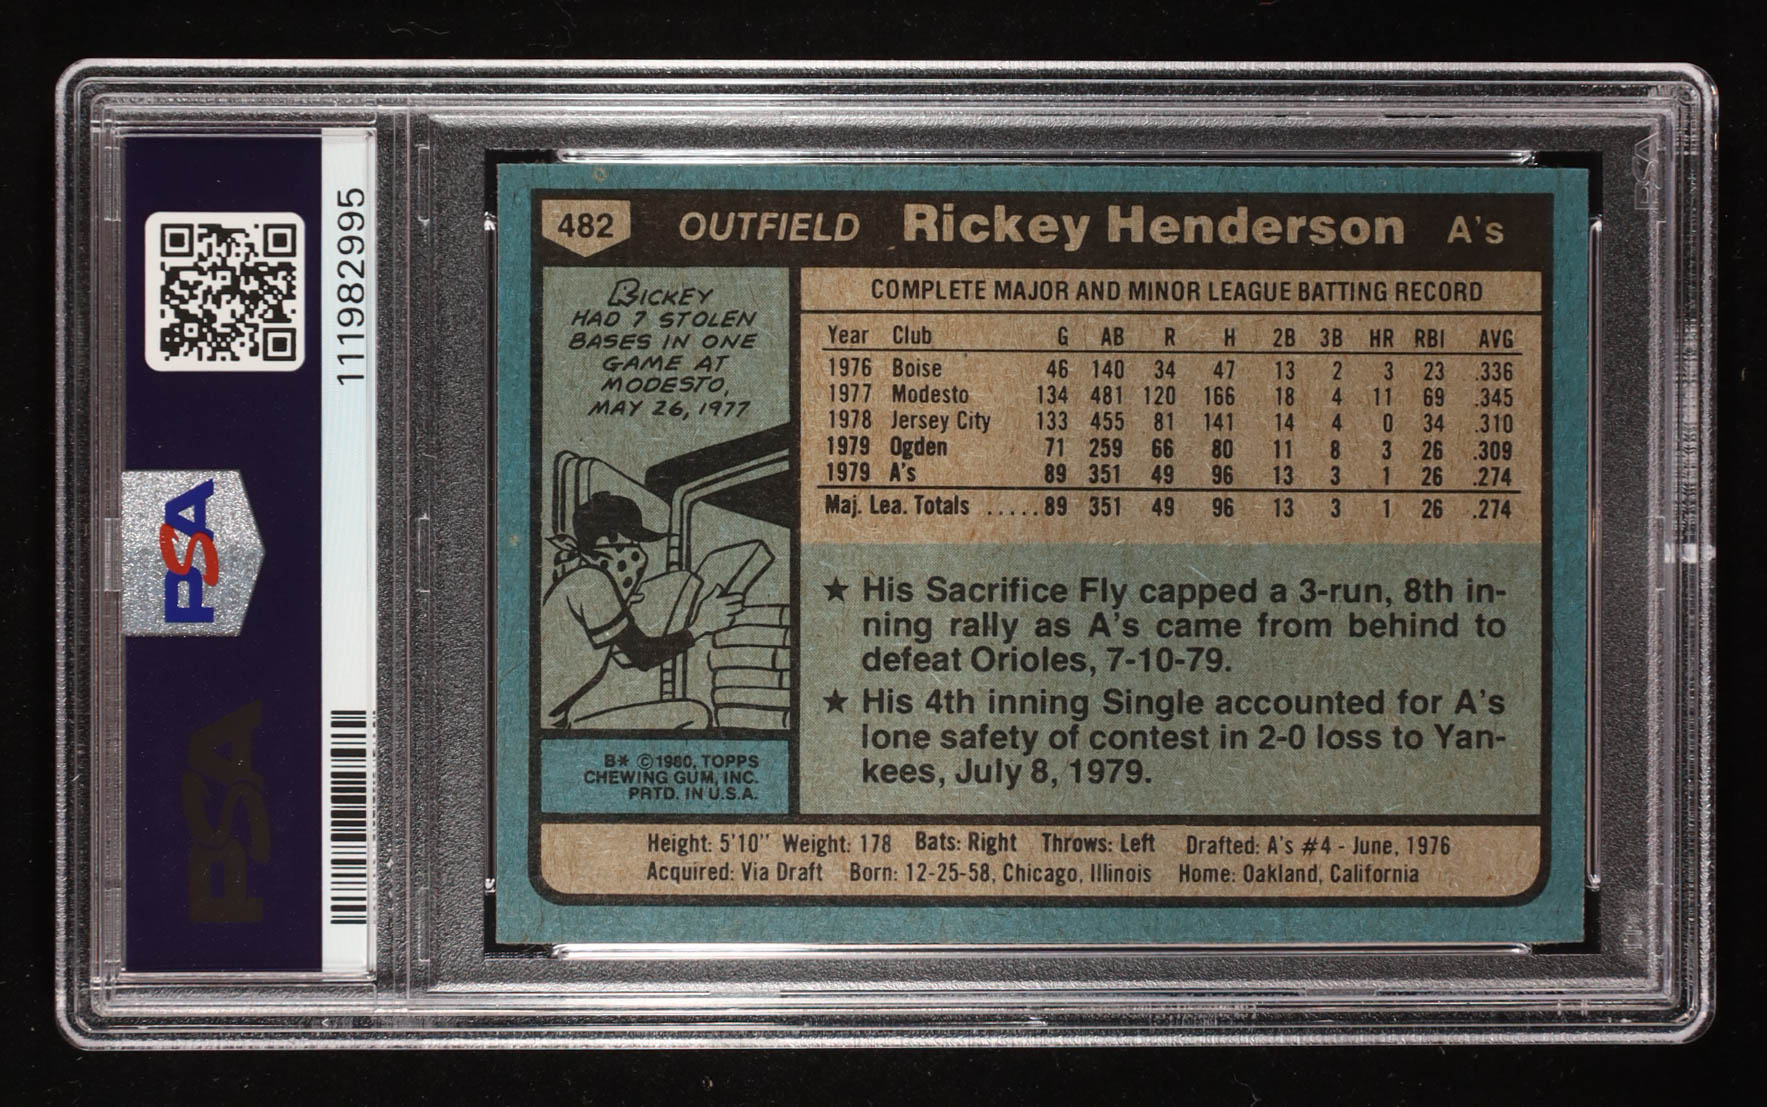 PSA
111982995
PSA
PSA
482 OUTFIELD Rickey Henderson A's
RICKEY
HAD 7 STOLEN
BASES IN ONE
GAME AT
MODESTO,
MAY 26, 1977
COMPLETE MAJOR AND MINOR LEAGUE BATTING RECORD
Year Club G AB R H 2B 3B HR RBI AVG
1976 Boise 46 140 34 47 13 2 3 23 .336
1977 Modesto 134 481 120 166 18 4 11 69 .345
1978 Jersey City 133 455 81 141 14 4 0 34 .310
1979 Ogden 71 259 66 80 11 8 3 26 .309
1979 A's 89 351 49 96 13 3 1 26 .274
Maj. Lea. Totals .....89 351 49 96 13 3 1 26 .274
★ His Sacrifice Fly capped a 3-run, 8th in-
ning rally as A's came from behind to
defeat Orioles, 7-10-79.
★ His 4th inning Single accounted for A's
lone safety of contest in 2-0 loss to Yan-
kees, July 8, 1979.
B* ©1980, TOPPS
CHEWING GUM, INC.
PRTD. IN U.S.A.
Height: 5'10" Weight: 178 Bats: Right Throws: Left Drafted: A's #4 - June, 1976
Acquired: Via Draft Born: 12-25-58, Chicago, Illinois Home: Oakland, California